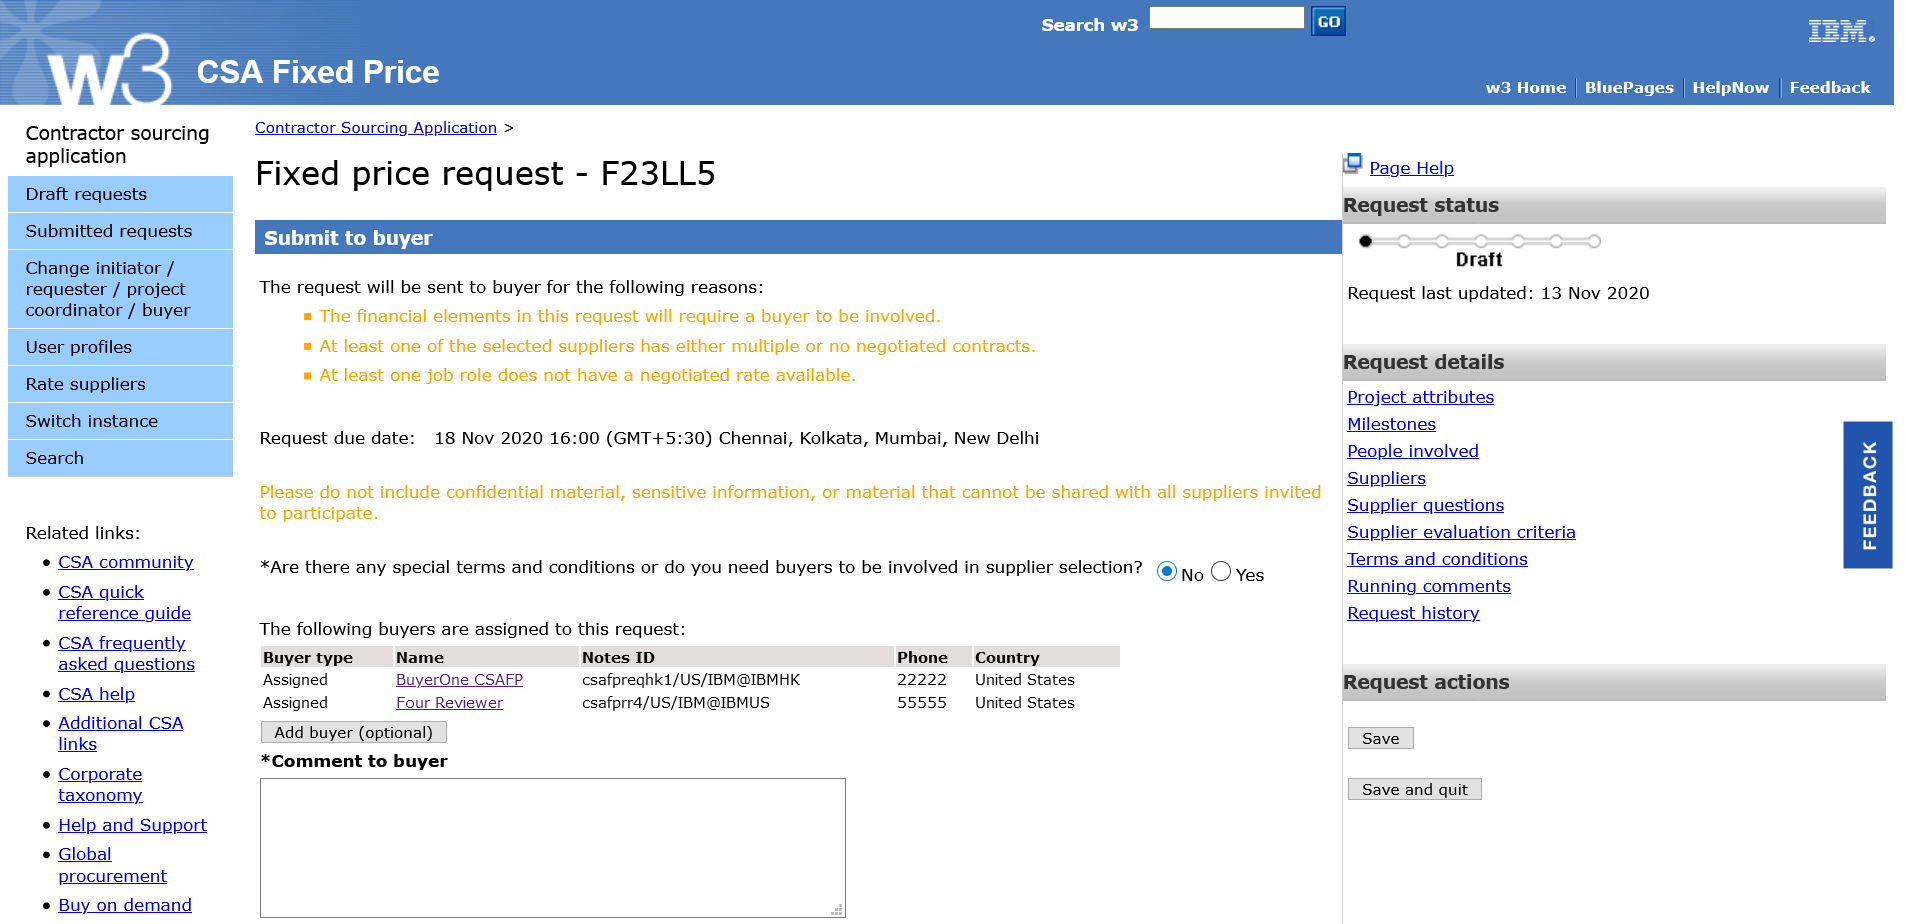 Search w3
GO
IBM.
w3
CSA Fixed Price
w3 Home
BluePages
HelpNow
Feedback
Contractor sourcing
application
Draft requests
Submitted requests
Change initiator /
requester / project
coordinator / buyer
User profiles
Rate suppliers
Switch instance
Search
Related links:
CSA community
CSA quick
reference guide
CSA frequently
asked questions
CSA help
Additional CSA
links
Corporate
taxonomy
Help and Support
Global
procurement
Buy on demand
Contractor Sourcing Application >
Fixed price request - F23LL5
Submit to buyer
The request will be sent to buyer for the following reasons:
The financial elements in this request will require a buyer to be involved.
At least one of the selected suppliers has either multiple or no negotiated contracts.
At least one job role does not have a negotiated rate available.
Request due date: 18 Nov 2020 16:00 (GMT+5:30) Chennai, Kolkata, Mumbai, New Delhi
Please do not include confidential material, sensitive information, or material that cannot be shared with all suppliers invited
to participate.
*Are there any special terms and conditions or do you need buyers to be involved in supplier selection? No Yes
The following buyers are assigned to this request:
Buyer type Name Notes ID Phone Country
Assigned BuyerOne CSAFP csafpreqhk1/US/IBM@IBMHK 22222 United States
Assigned Four Reviewer csafprr4/US/IBM@IBMUS 55555 United States
Add buyer (optional)
*Comment to buyer
Page Help
Request status
Draft
Request last updated: 13 Nov 2020
Request details
Project attributes
Milestones
People involved
Suppliers
Supplier questions
Supplier evaluation criteria
Terms and conditions
Running comments
Request history
Request actions
Save
Save and quit
FEEDBACK